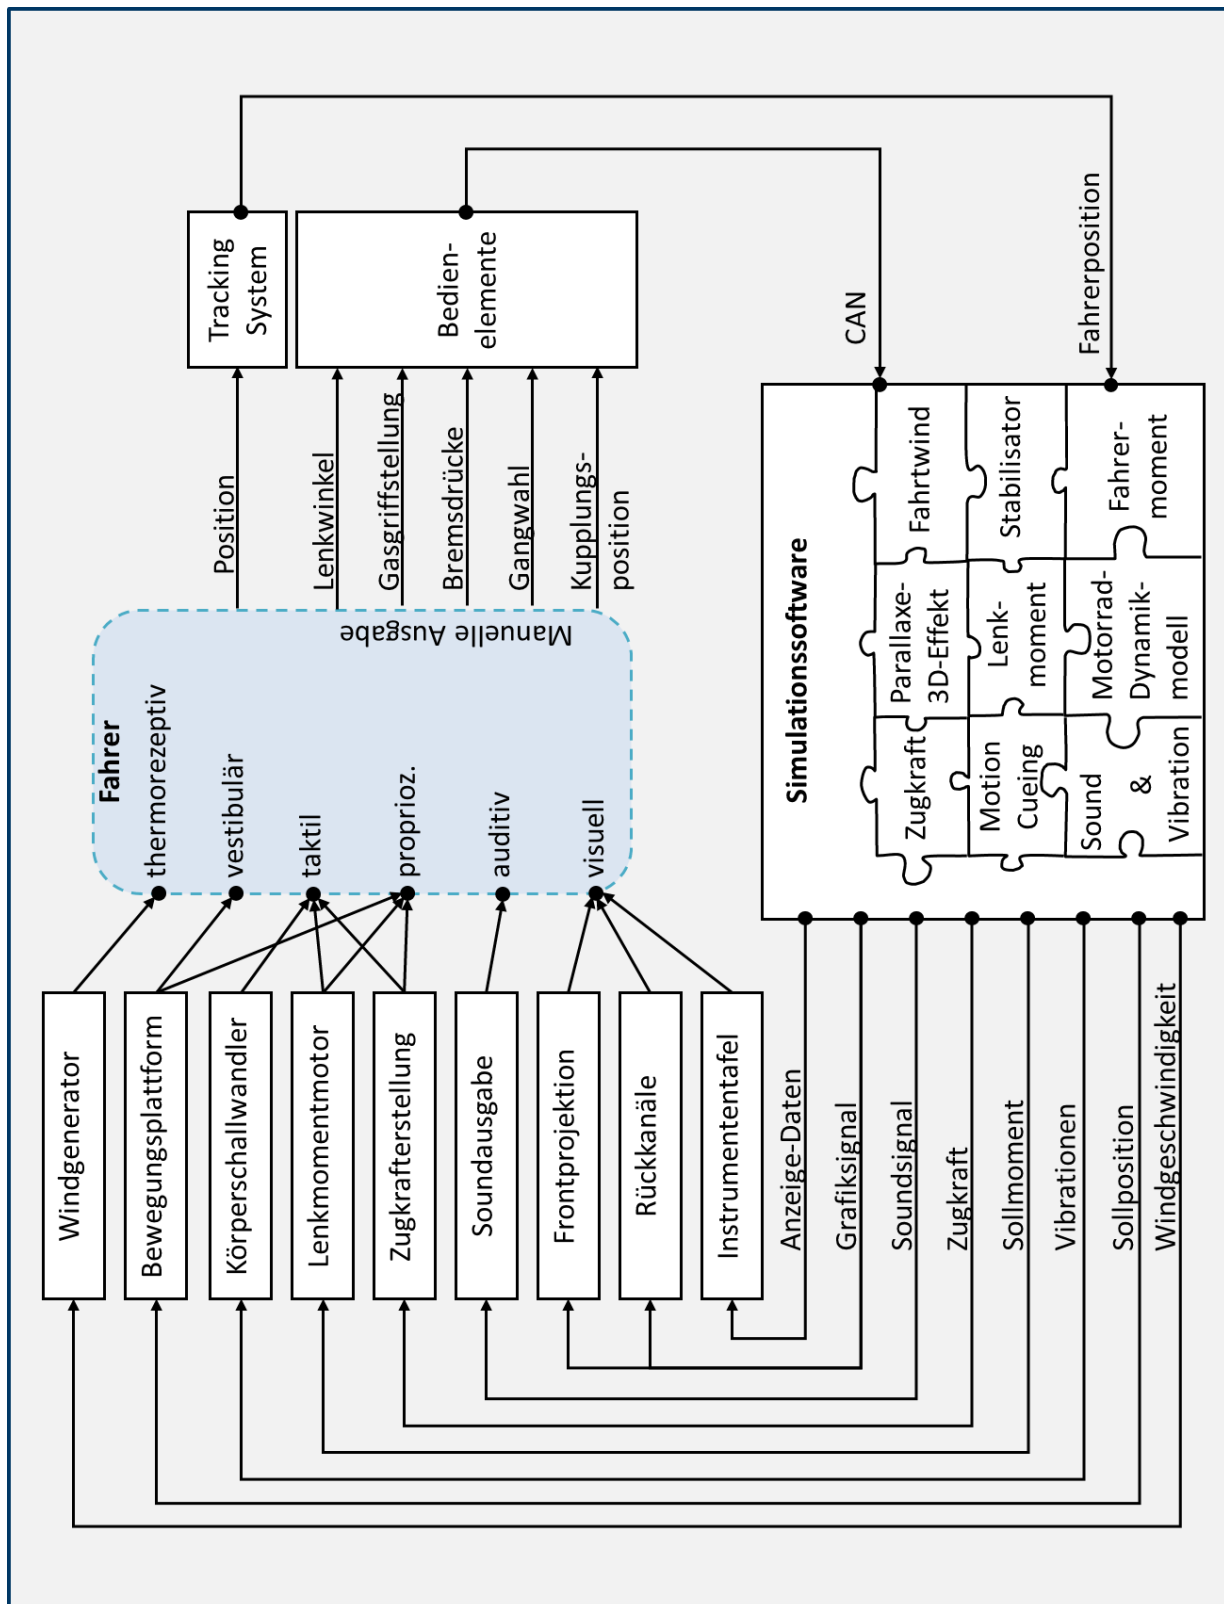 Windgenerator
Bewegungsplattform
Körperschallwandler
Lenkmomentmotor
Zugkrafterstellung
Soundausgabe
Frontprojektion
Rückkanäle
Instrumententafel
Fahrer
thermorezeptiv
vestibulär
taktil
proprioz.
auditiv
visuell
Manuelle Ausgabe
Position
Lenkwinkel
Gasgriffstellung
Bremsdrücke
Gangwahl
Kupplungs-
position
Tracking
System
Bedien-
elemente
CAN
Fahrerposition
Simulationssoftware
Zugkraft
Parallaxe-
3D-Effekt
Fahrtwind
Motion
Cueing
Lenk-
moment
Stabilisator
Sound
&
Vibration
Motorrad-
Dynamik-
modell
Fahrer-
moment
Anzeige-Daten
Grafiksignal
Soundsignal
Zugkraft
Sollmoment
Vibrationen
Sollposition
Windgeschwindigkeit